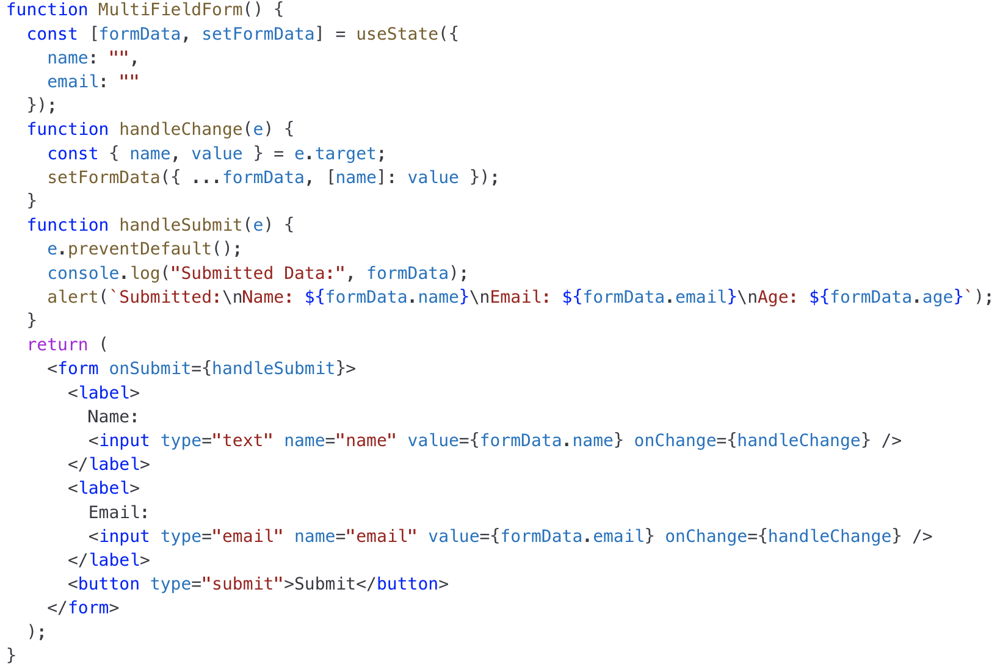 function MultiFieldForm() {
  const [formData, setFormData] = useState({
    name: "",
    email: ""
  });
  function handleChange(e) {
    const { name, value } = e.target;
    setFormData({ ...formData, [name]: value });
  }
  function handleSubmit(e) {
    e.preventDefault();
    console.log("Submitted Data:", formData);
    alert(`Submitted:\nName: ${formData.name}\nEmail: ${formData.email}\nAge: ${formData.age}`);
  }
  return (
    <form onSubmit={handleSubmit}>
      <label>
        Name:
        <input type="text" name="name" value={formData.name} onChange={handleChange} />
      </label>
      <label>
        Email:
        <input type="email" name="email" value={formData.email} onChange={handleChange} />
      </label>
      <button type="submit">Submit</button>
    </form>
  );
}